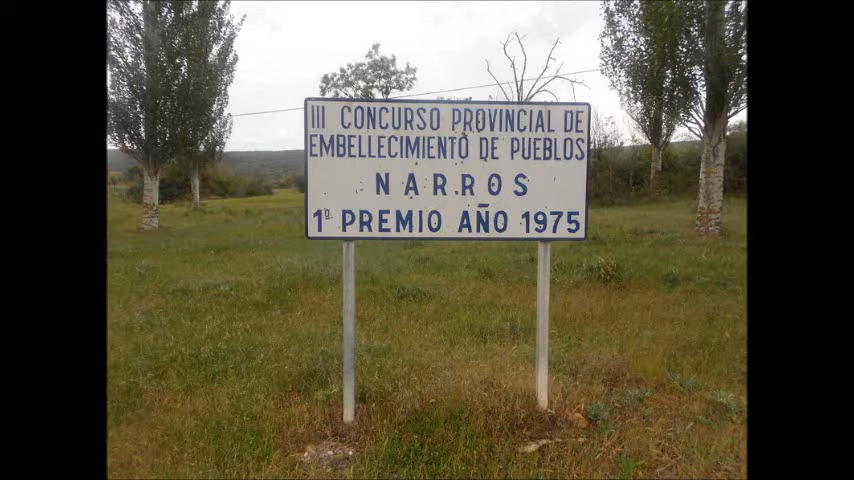 III CONCURSO PROVINCIAL DE
EMBELLECIMIENTO DE PUEBLOS
NARROS
1º PREMIO AÑO 1975